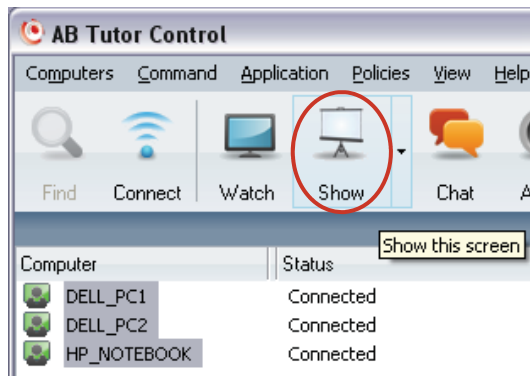 AB Tutor Control
Computers Command Application Policies View Help
Find Connect Watch Show Chat
Show this screen
Computer Status
DELL_PC1 Connected
DELL_PC2 Connected
HP_NOTEBOOK Connected